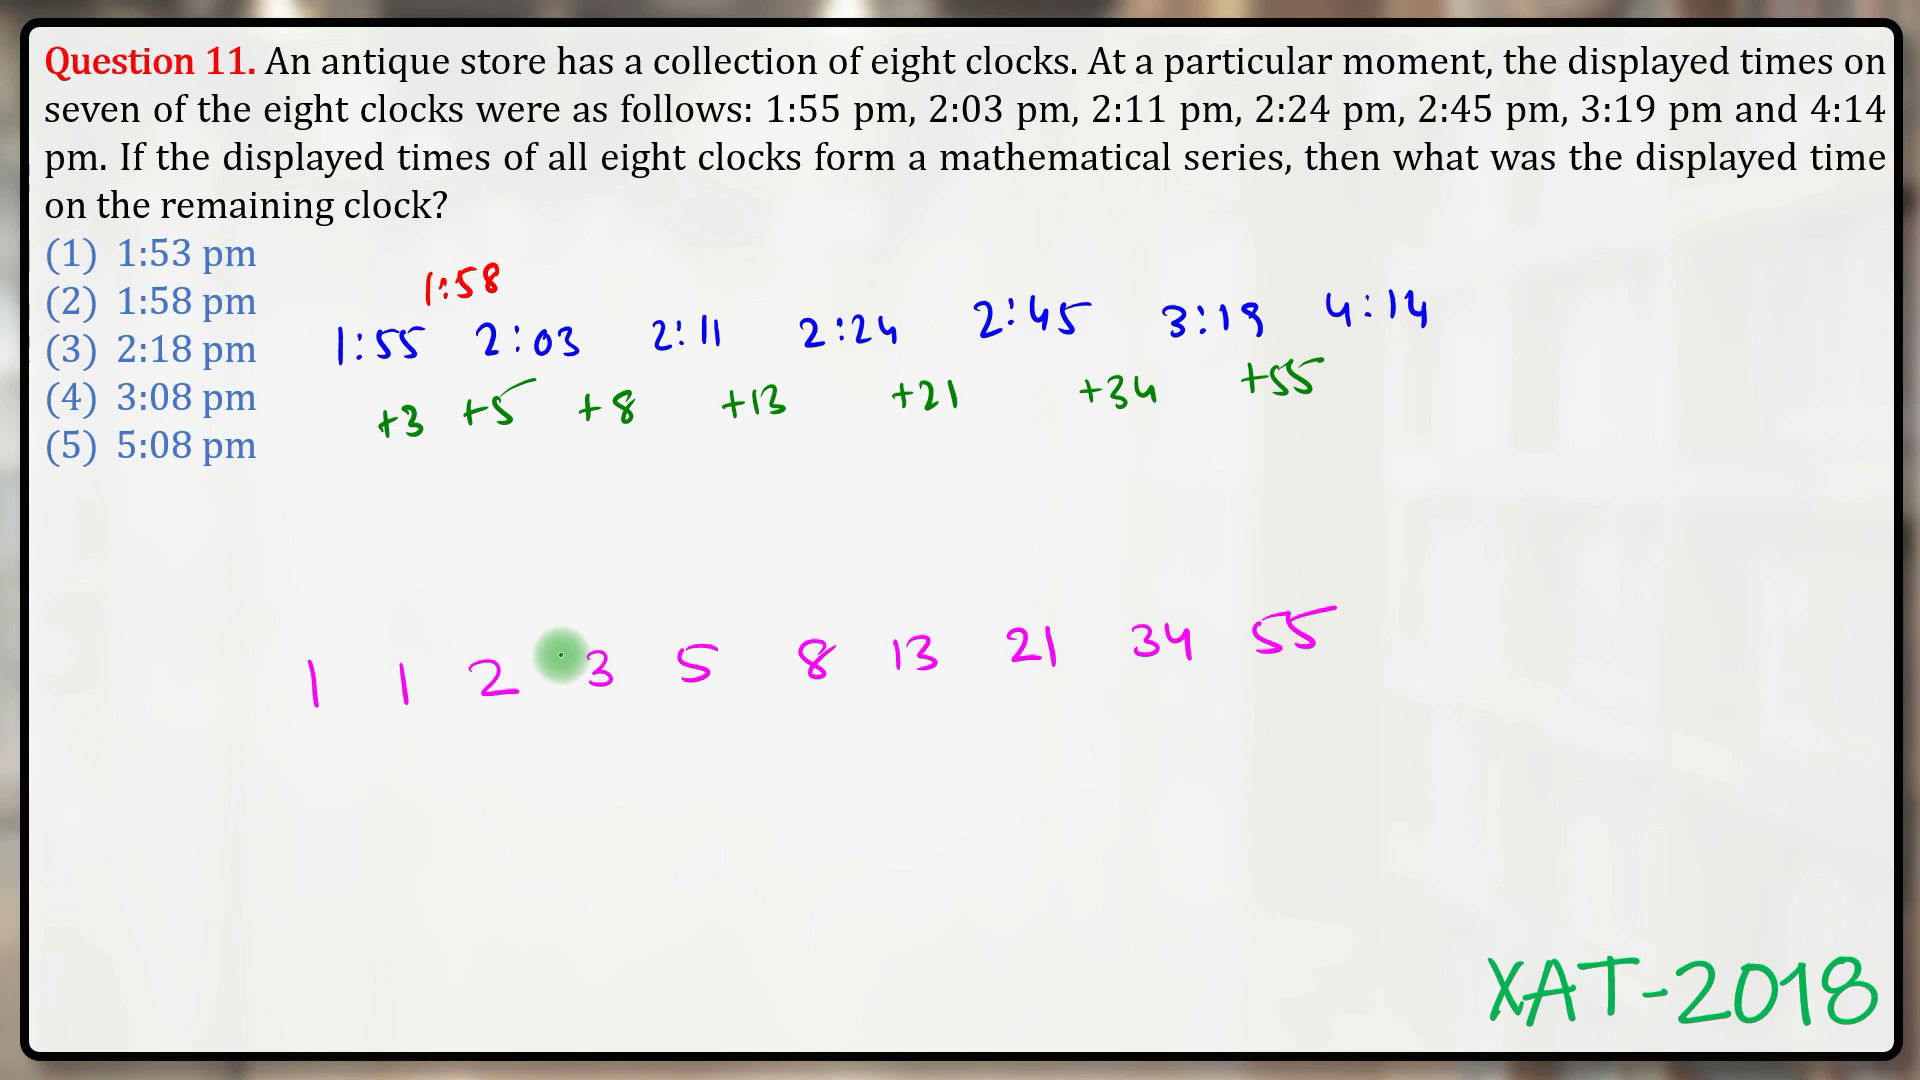 Question 11. An antique store has a collection of eight clocks. At a particular moment, the displayed times on
seven of the eight clocks were as follows: 1:55 pm, 2:03 pm, 2:11 pm, 2:24 pm, 2:45 pm, 3:19 pm and 4:14
pm. If the displayed times of all eight clocks form a mathematical series, then what was the displayed time
on the remaining clock?
(1) 1:53 pm
(2) 1:58 pm
(3) 2:18 pm
(4) 3:08 pm
(5) 5:08 pm
1:58
1:55 2:03 2:11 2:24 2:45 3:19 4:14
+3 +5 +8 +13 +21 +34 +55
1 1 2 3 5 8 13 21 34 55
XAT-2018